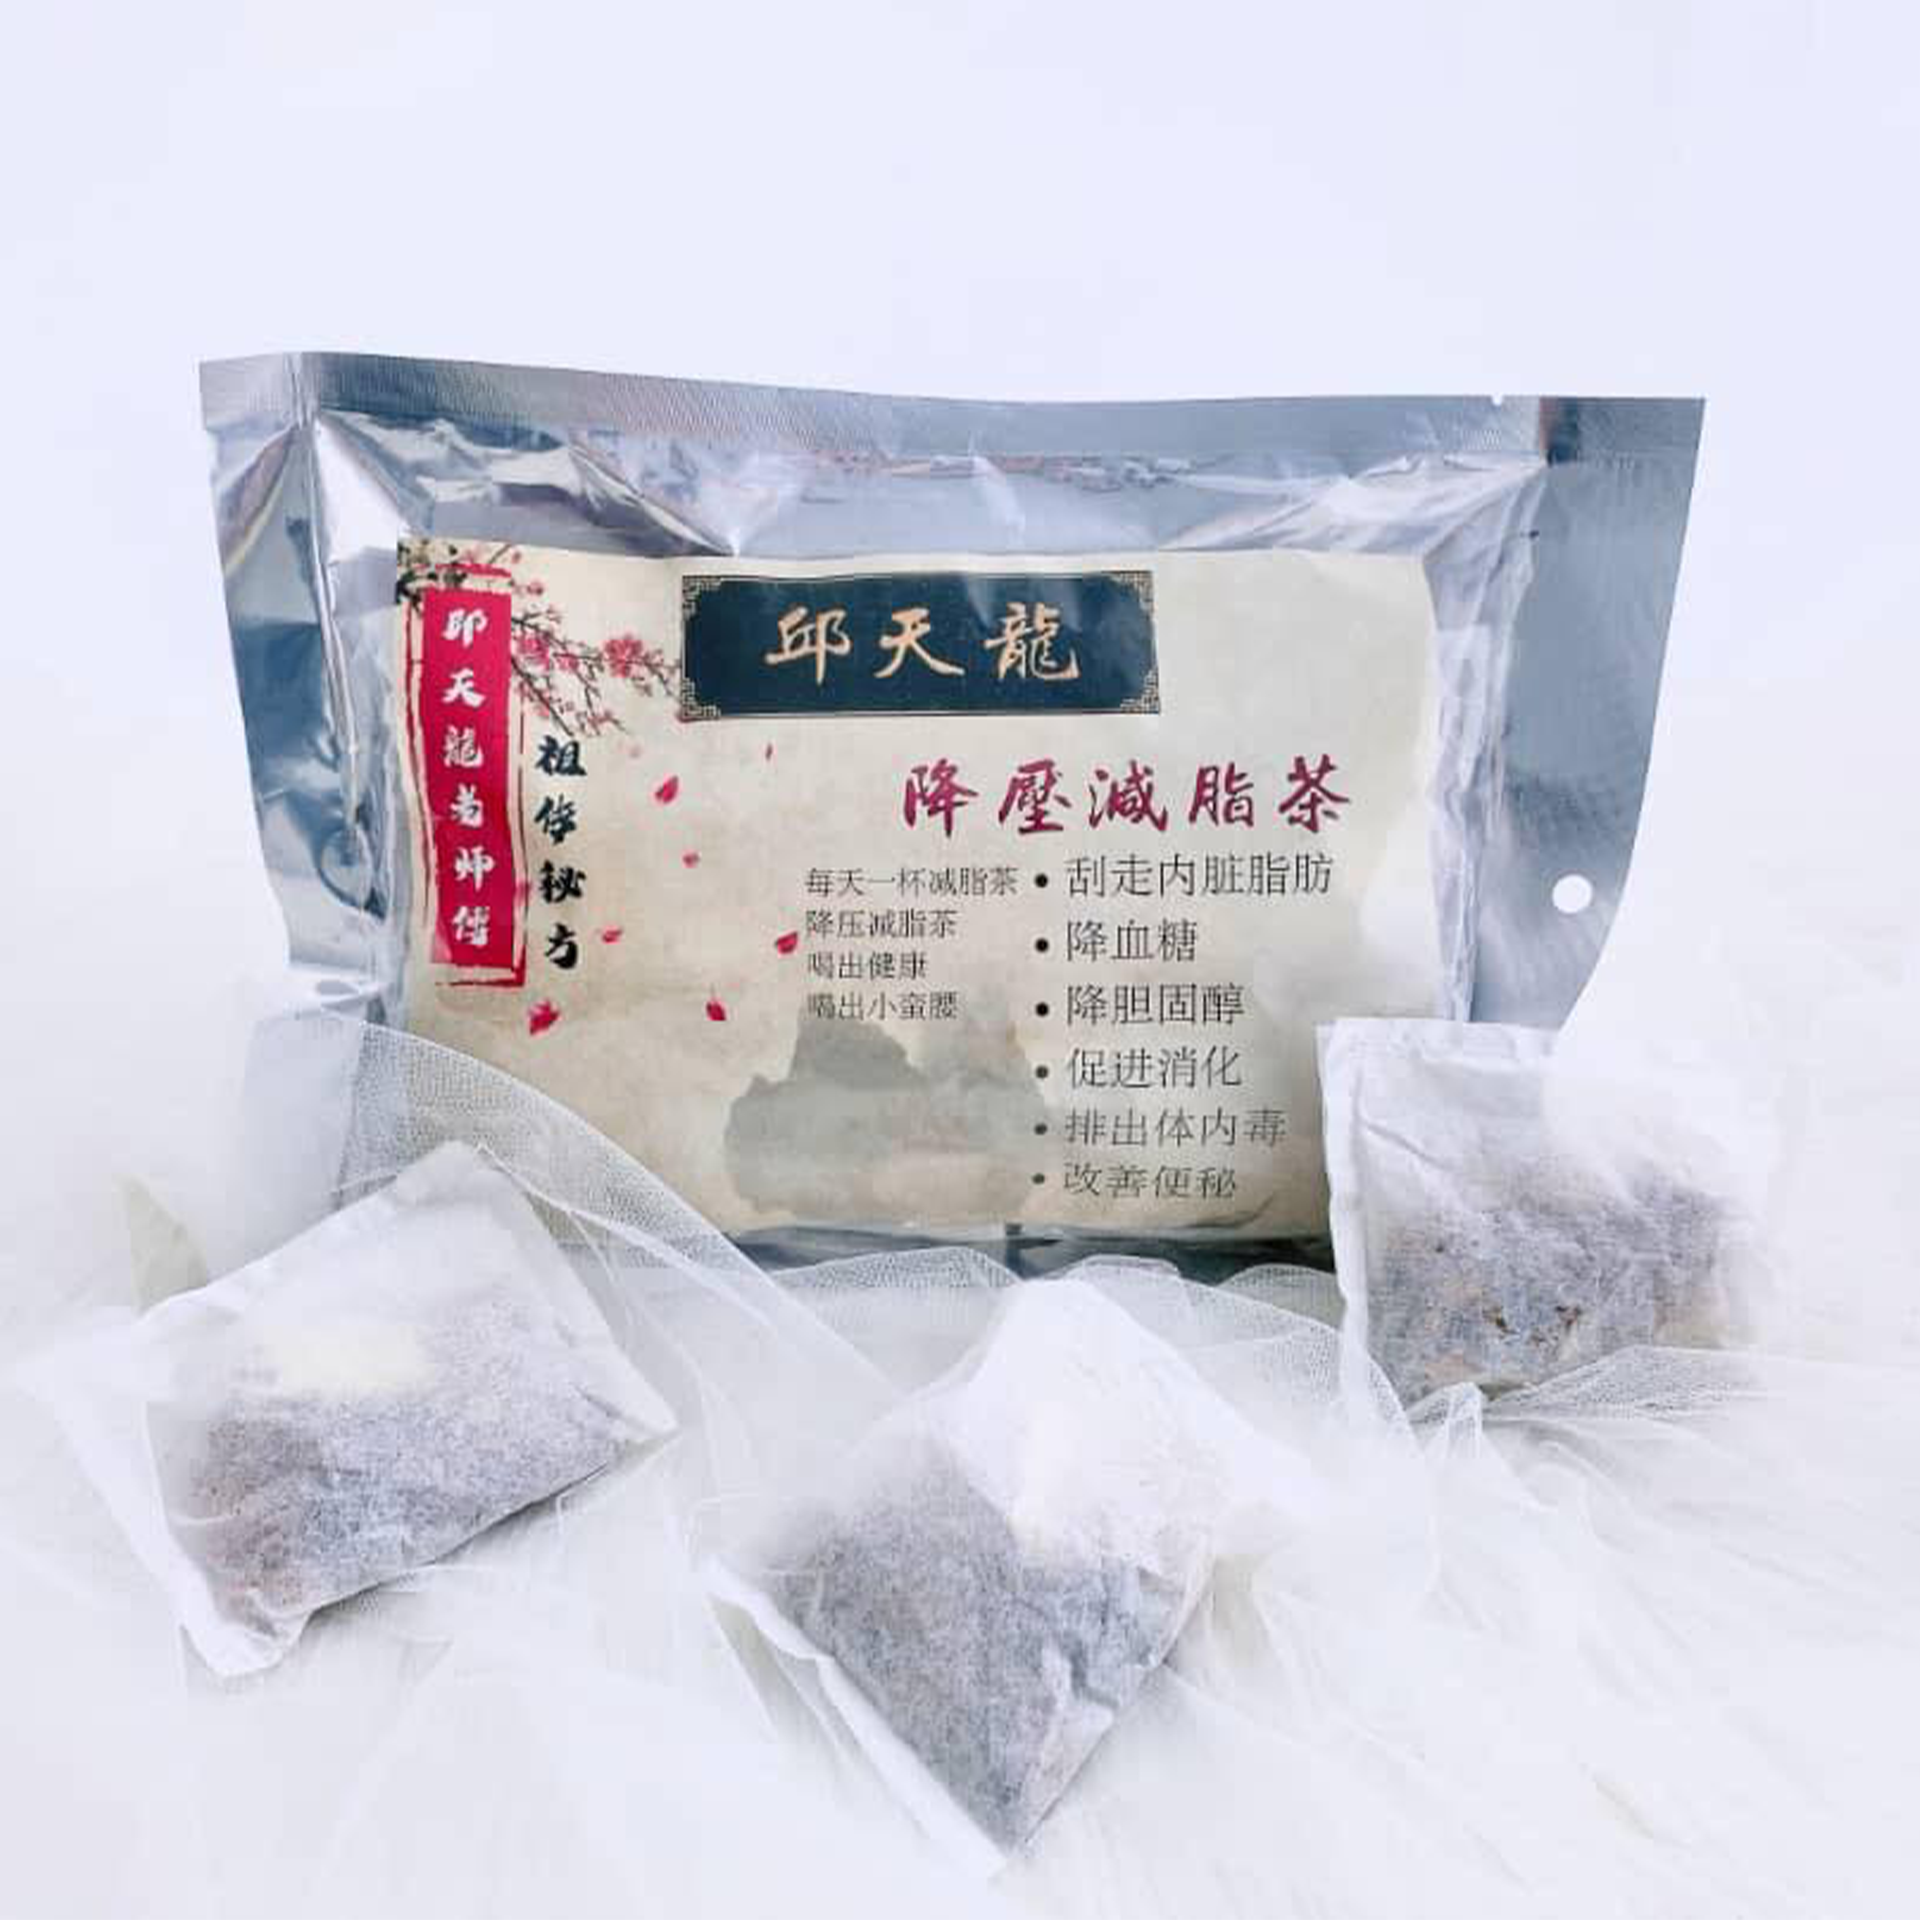 邱天龍
邱天龍易师傅
祖传秘方
降壓減脂茶
每天一杯减脂茶
降压减脂茶
喝出健康
喝出小蛮腰
• 刮走内脏脂肪
• 降血糖
• 降胆固醇
• 促进消化
• 排出体内毒
• 改善便秘